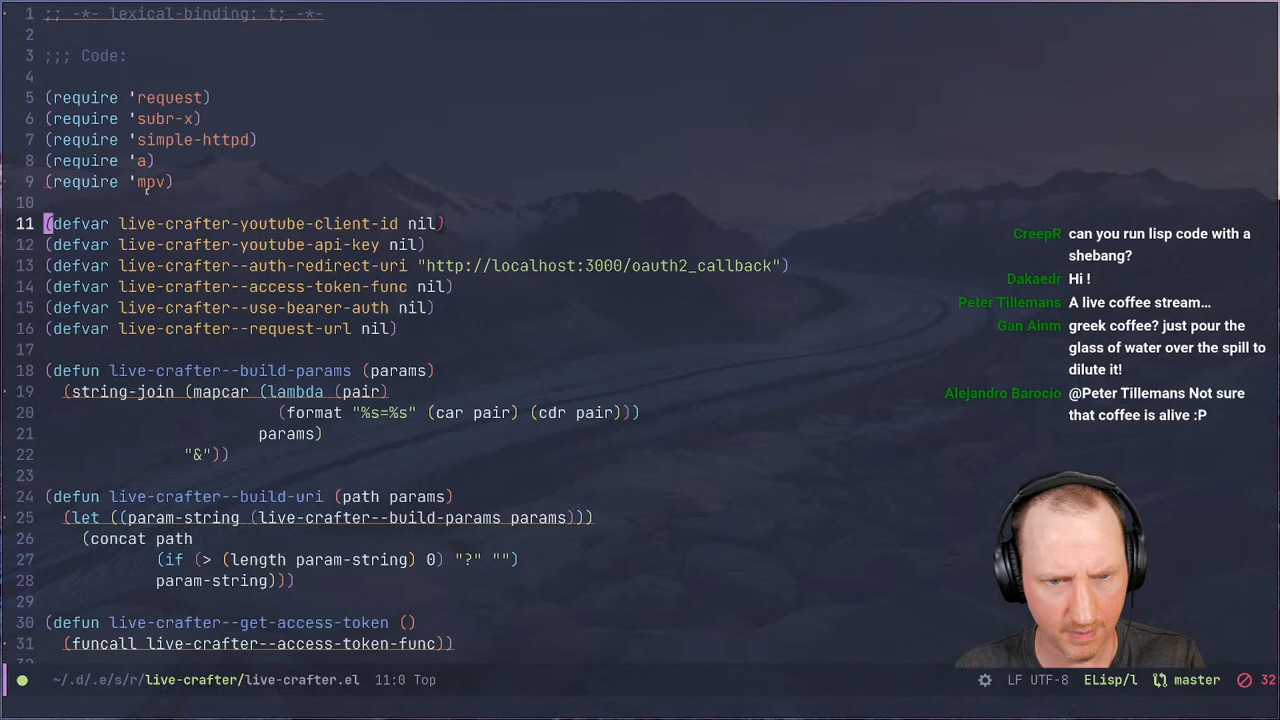 1 ;; -*- lexical-binding: t; -*-
2
3 ;;; Code:
4
5 (require 'request)
6 (require 'subr-x)
7 (require 'simple-httpd)
8 (require 'a)
9 (require 'mpv)
10
11 (defvar live-crafter-youtube-client-id nil)
12 (defvar live-crafter-youtube-api-key nil)
13 (defvar live-crafter--auth-redirect-uri "http://localhost:3000/oauth2_callback")
14 (defvar live-crafter--access-token-func nil)
15 (defvar live-crafter--use-bearer-auth nil)
16 (defvar live-crafter--request-url nil)
17
18 (defun live-crafter--build-params (params)
19 (string-join (mapcar (lambda (pair)
20 (format "%s=%s" (car pair) (cdr pair)))
21 params)
22 "&"))
23
24 (defun live-crafter--build-uri (path params)
25 (let ((param-string (live-crafter--build-params params)))
26 (concat path
27 (if (> (length param-string) 0) "?" "")
28 param-string)))
29
30 (defun live-crafter--get-access-token ()
31 (funcall live-crafter--access-token-func))
~/.d/.e/s/r/live-crafter/live-crafter.el 11:0 Top LF UTF-8 ELisp/l master 32
CreepR can you run lisp code with a
shebang?
Dakaedr Hi !
Peter Tillemans A live coffee stream…
Gan Ainm greek coffee? just pour the
glass of water over the spill to
dilute it!
Alejandro Barocio @Peter Tillemans Not sure
that coffee is alive :P